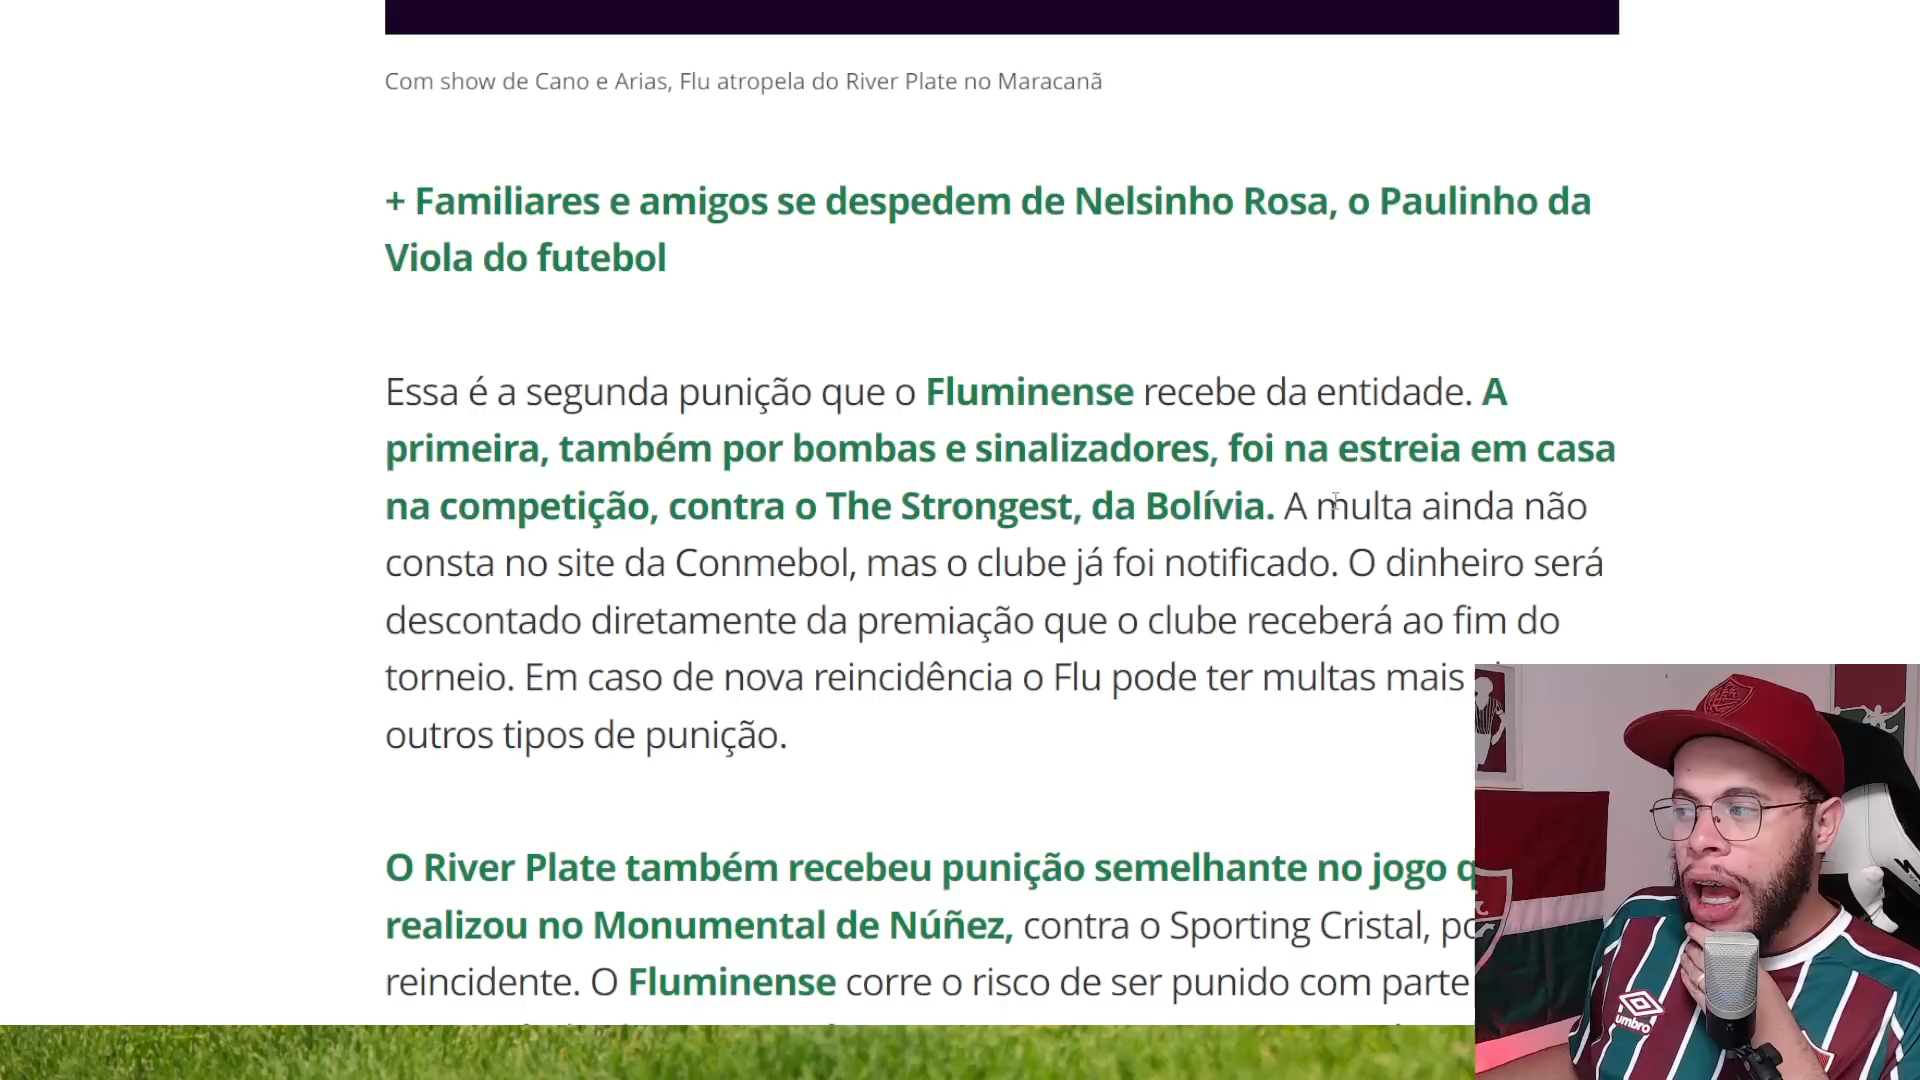 Com show de Cano e Arias, Flu atropela do River Plate no Maracanã
+ Familiares e amigos se despedem de Nelsinho Rosa, o Paulinho da
Viola do futebol
Essa é a segunda punição que o Fluminense recebe da entidade. A
primeira, também por bombas e sinalizadores, foi na estreia em casa
na competição, contra o The Strongest, da Bolívia. A multa ainda não
consta no site da Conmebol, mas o clube já foi notificado. O dinheiro será
descontado diretamente da premiação que o clube receberá ao fim do
torneio. Em caso de nova reincidência o Flu pode ter multas mais
outros tipos de punição.
O River Plate também recebeu punição semelhante no jogo
realizou no Monumental de Núñez, contra o Sporting Cristal,
reincidente. O Fluminense corre o risco de ser punido com parte
umbro